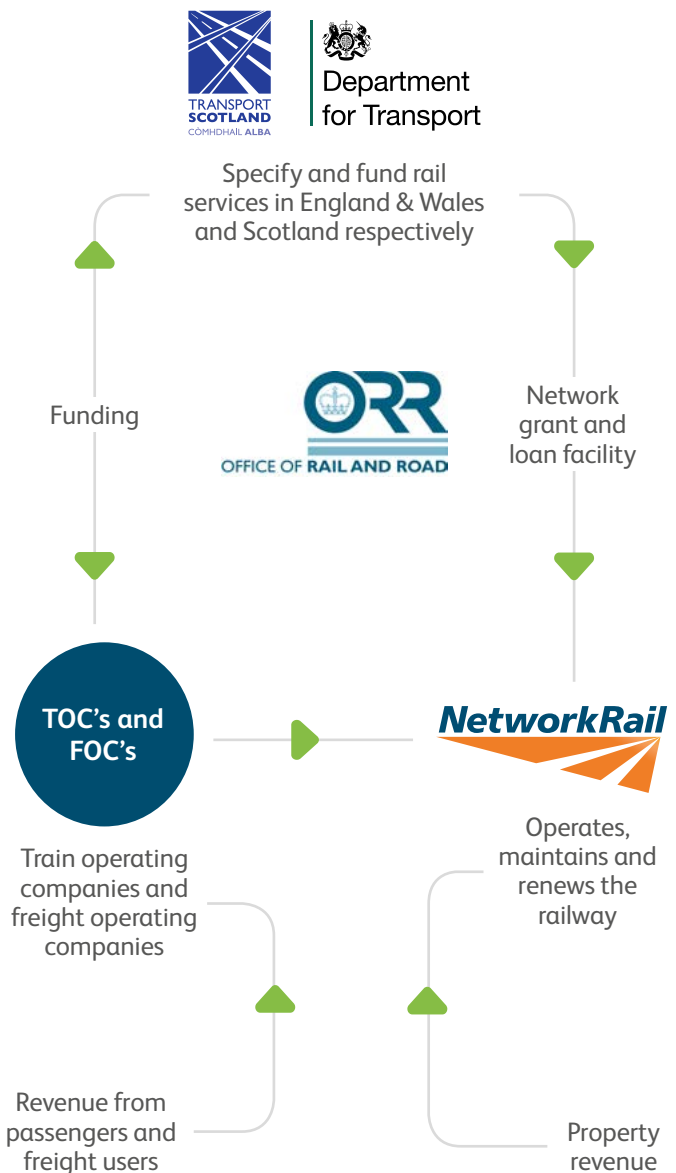 TRANSPORT
SCOTLAND
CÒMHDHAIL ALBA
Department
for Transport
Specify and fund rail
services in England & Wales
and Scotland respectively
Funding
ORR
OFFICE OF RAIL AND ROAD
Network
grant and
loan facility
TOC's and
FOC's
NetworkRail
Train operating
companies and
freight operating
companies
Operates,
maintains and
renews the
railway
Revenue from
passengers and
freight users
Property
revenue